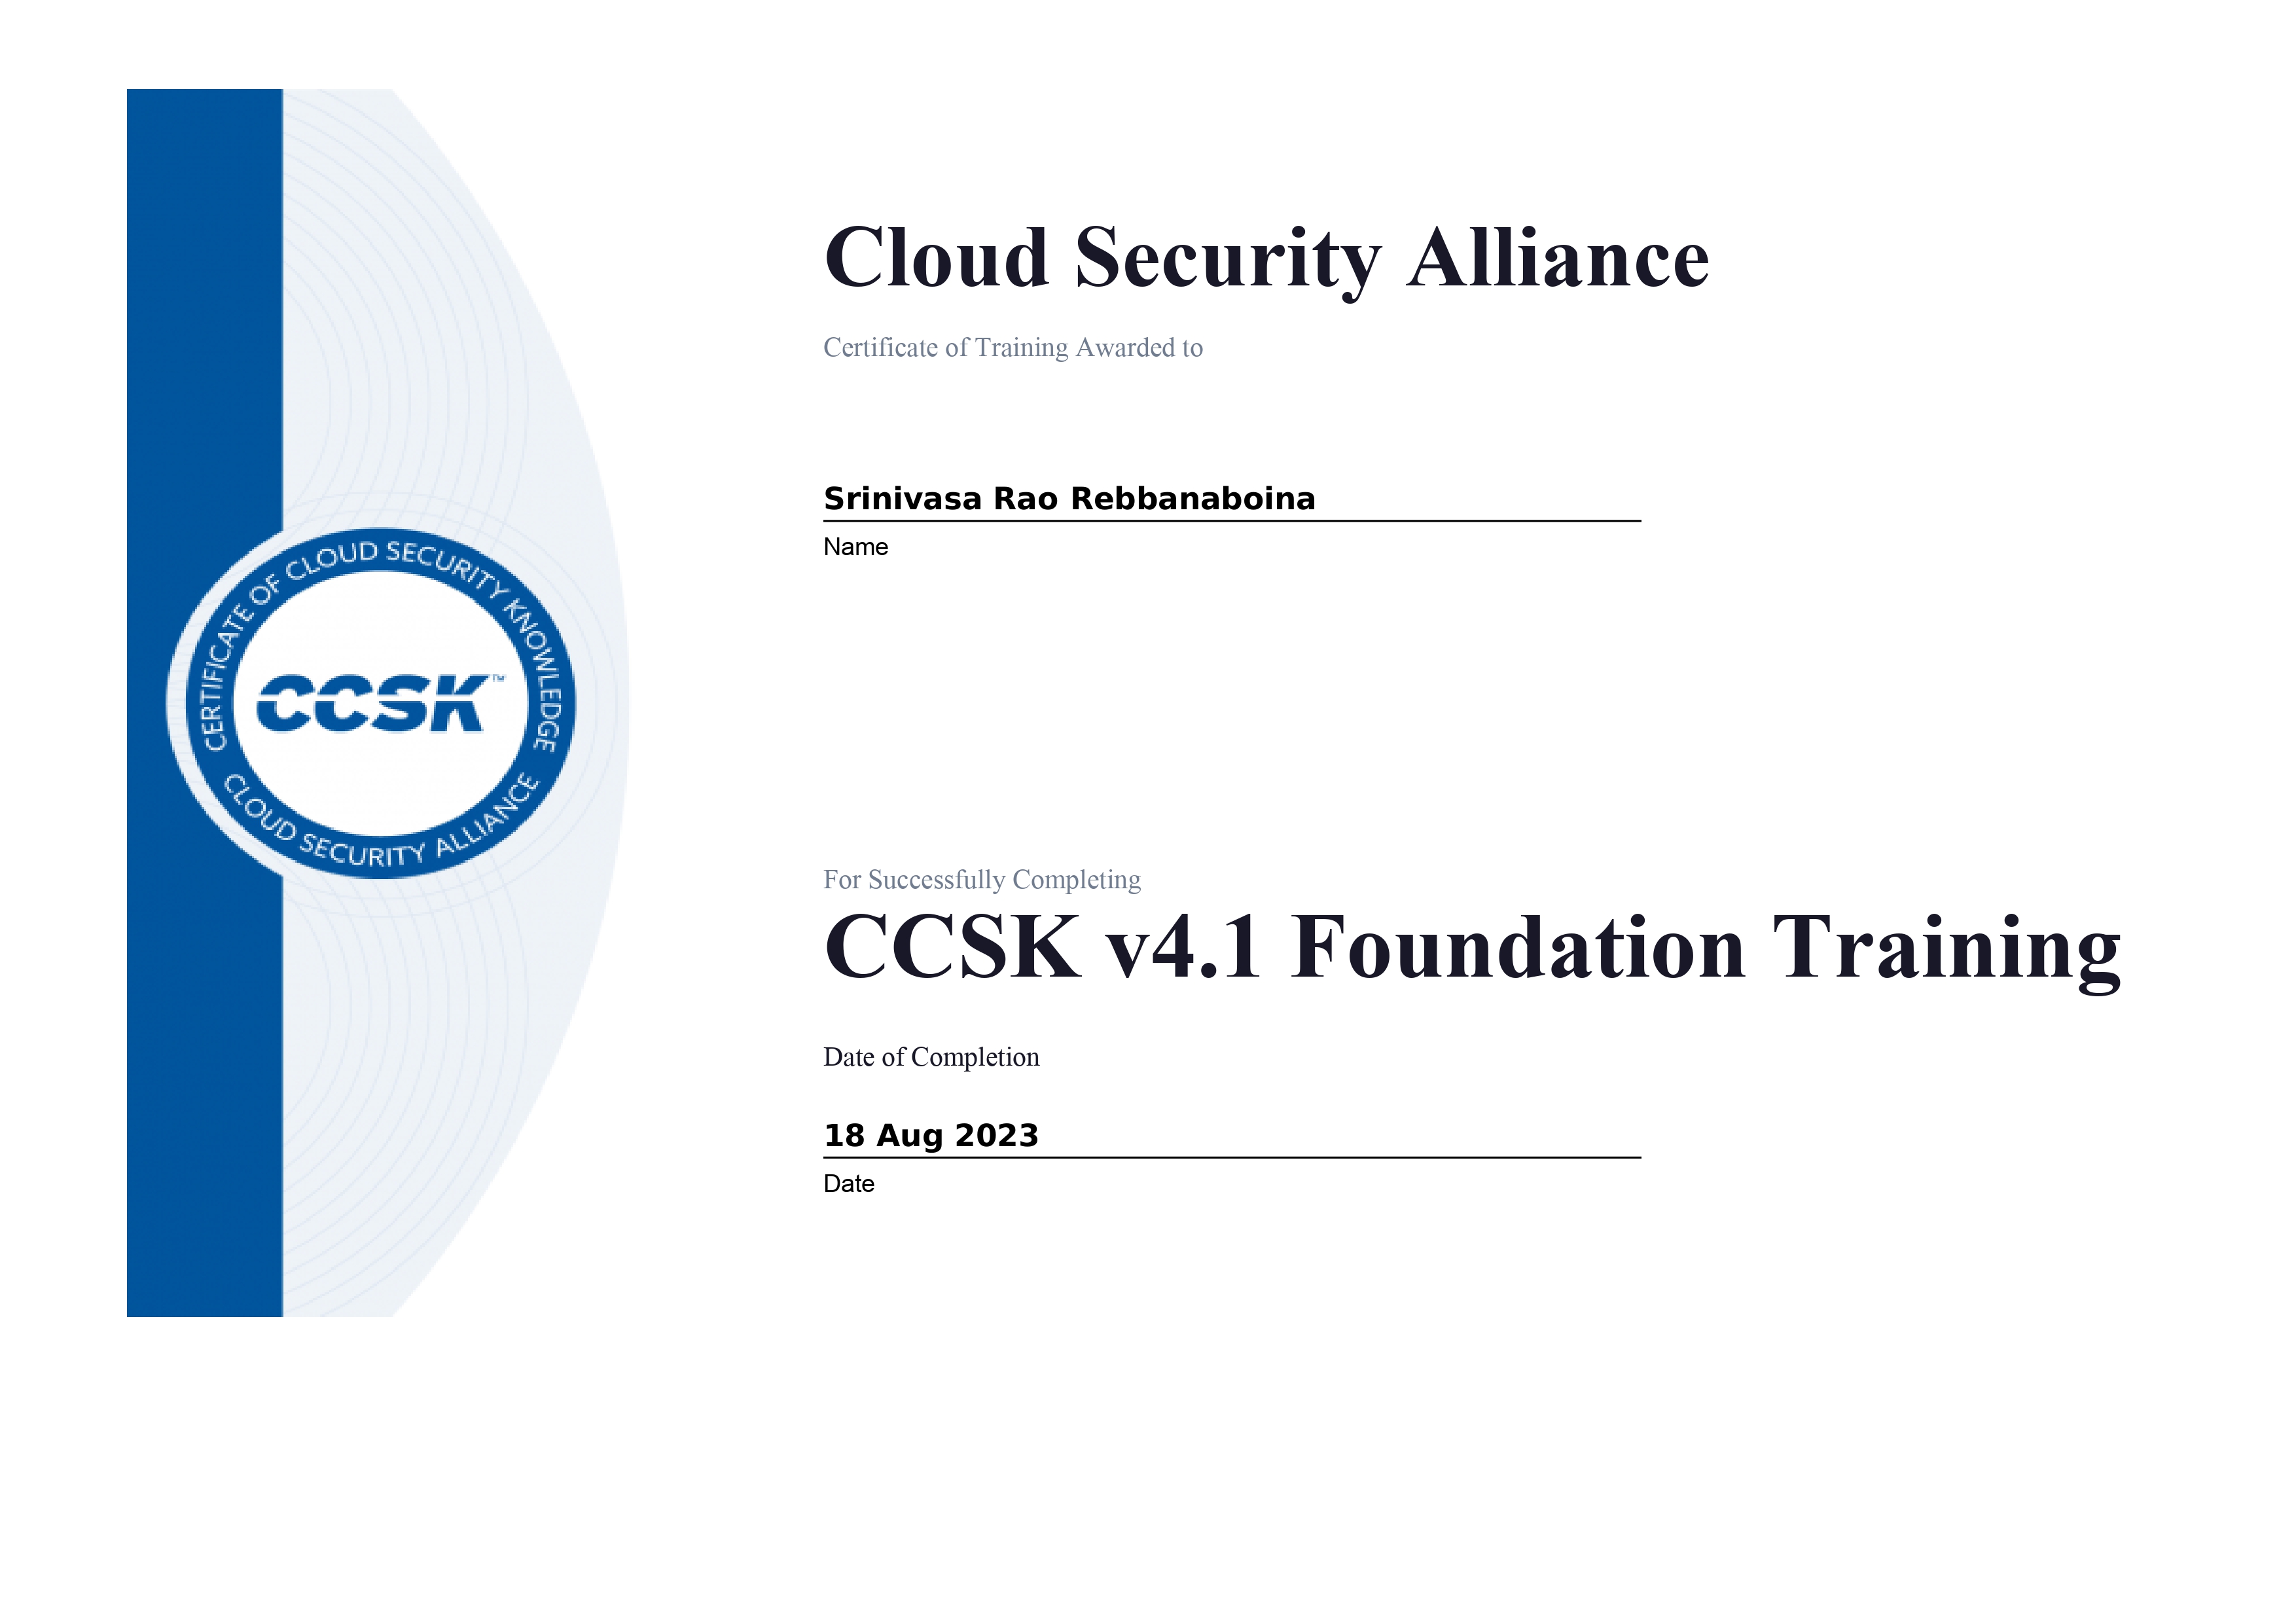 Cloud Security Alliance
Certificate of Training Awarded to
Srinivasa Rao Rebbanaboina
Name
CERTIFICATE OF CLOUD SECURITY KNOWLEDGE
CCSK™
CLOUD SECURITY ALLIANCE
For Successfully Completing
CCSK v4.1 Foundation Training
Date of Completion
18 Aug 2023
Date